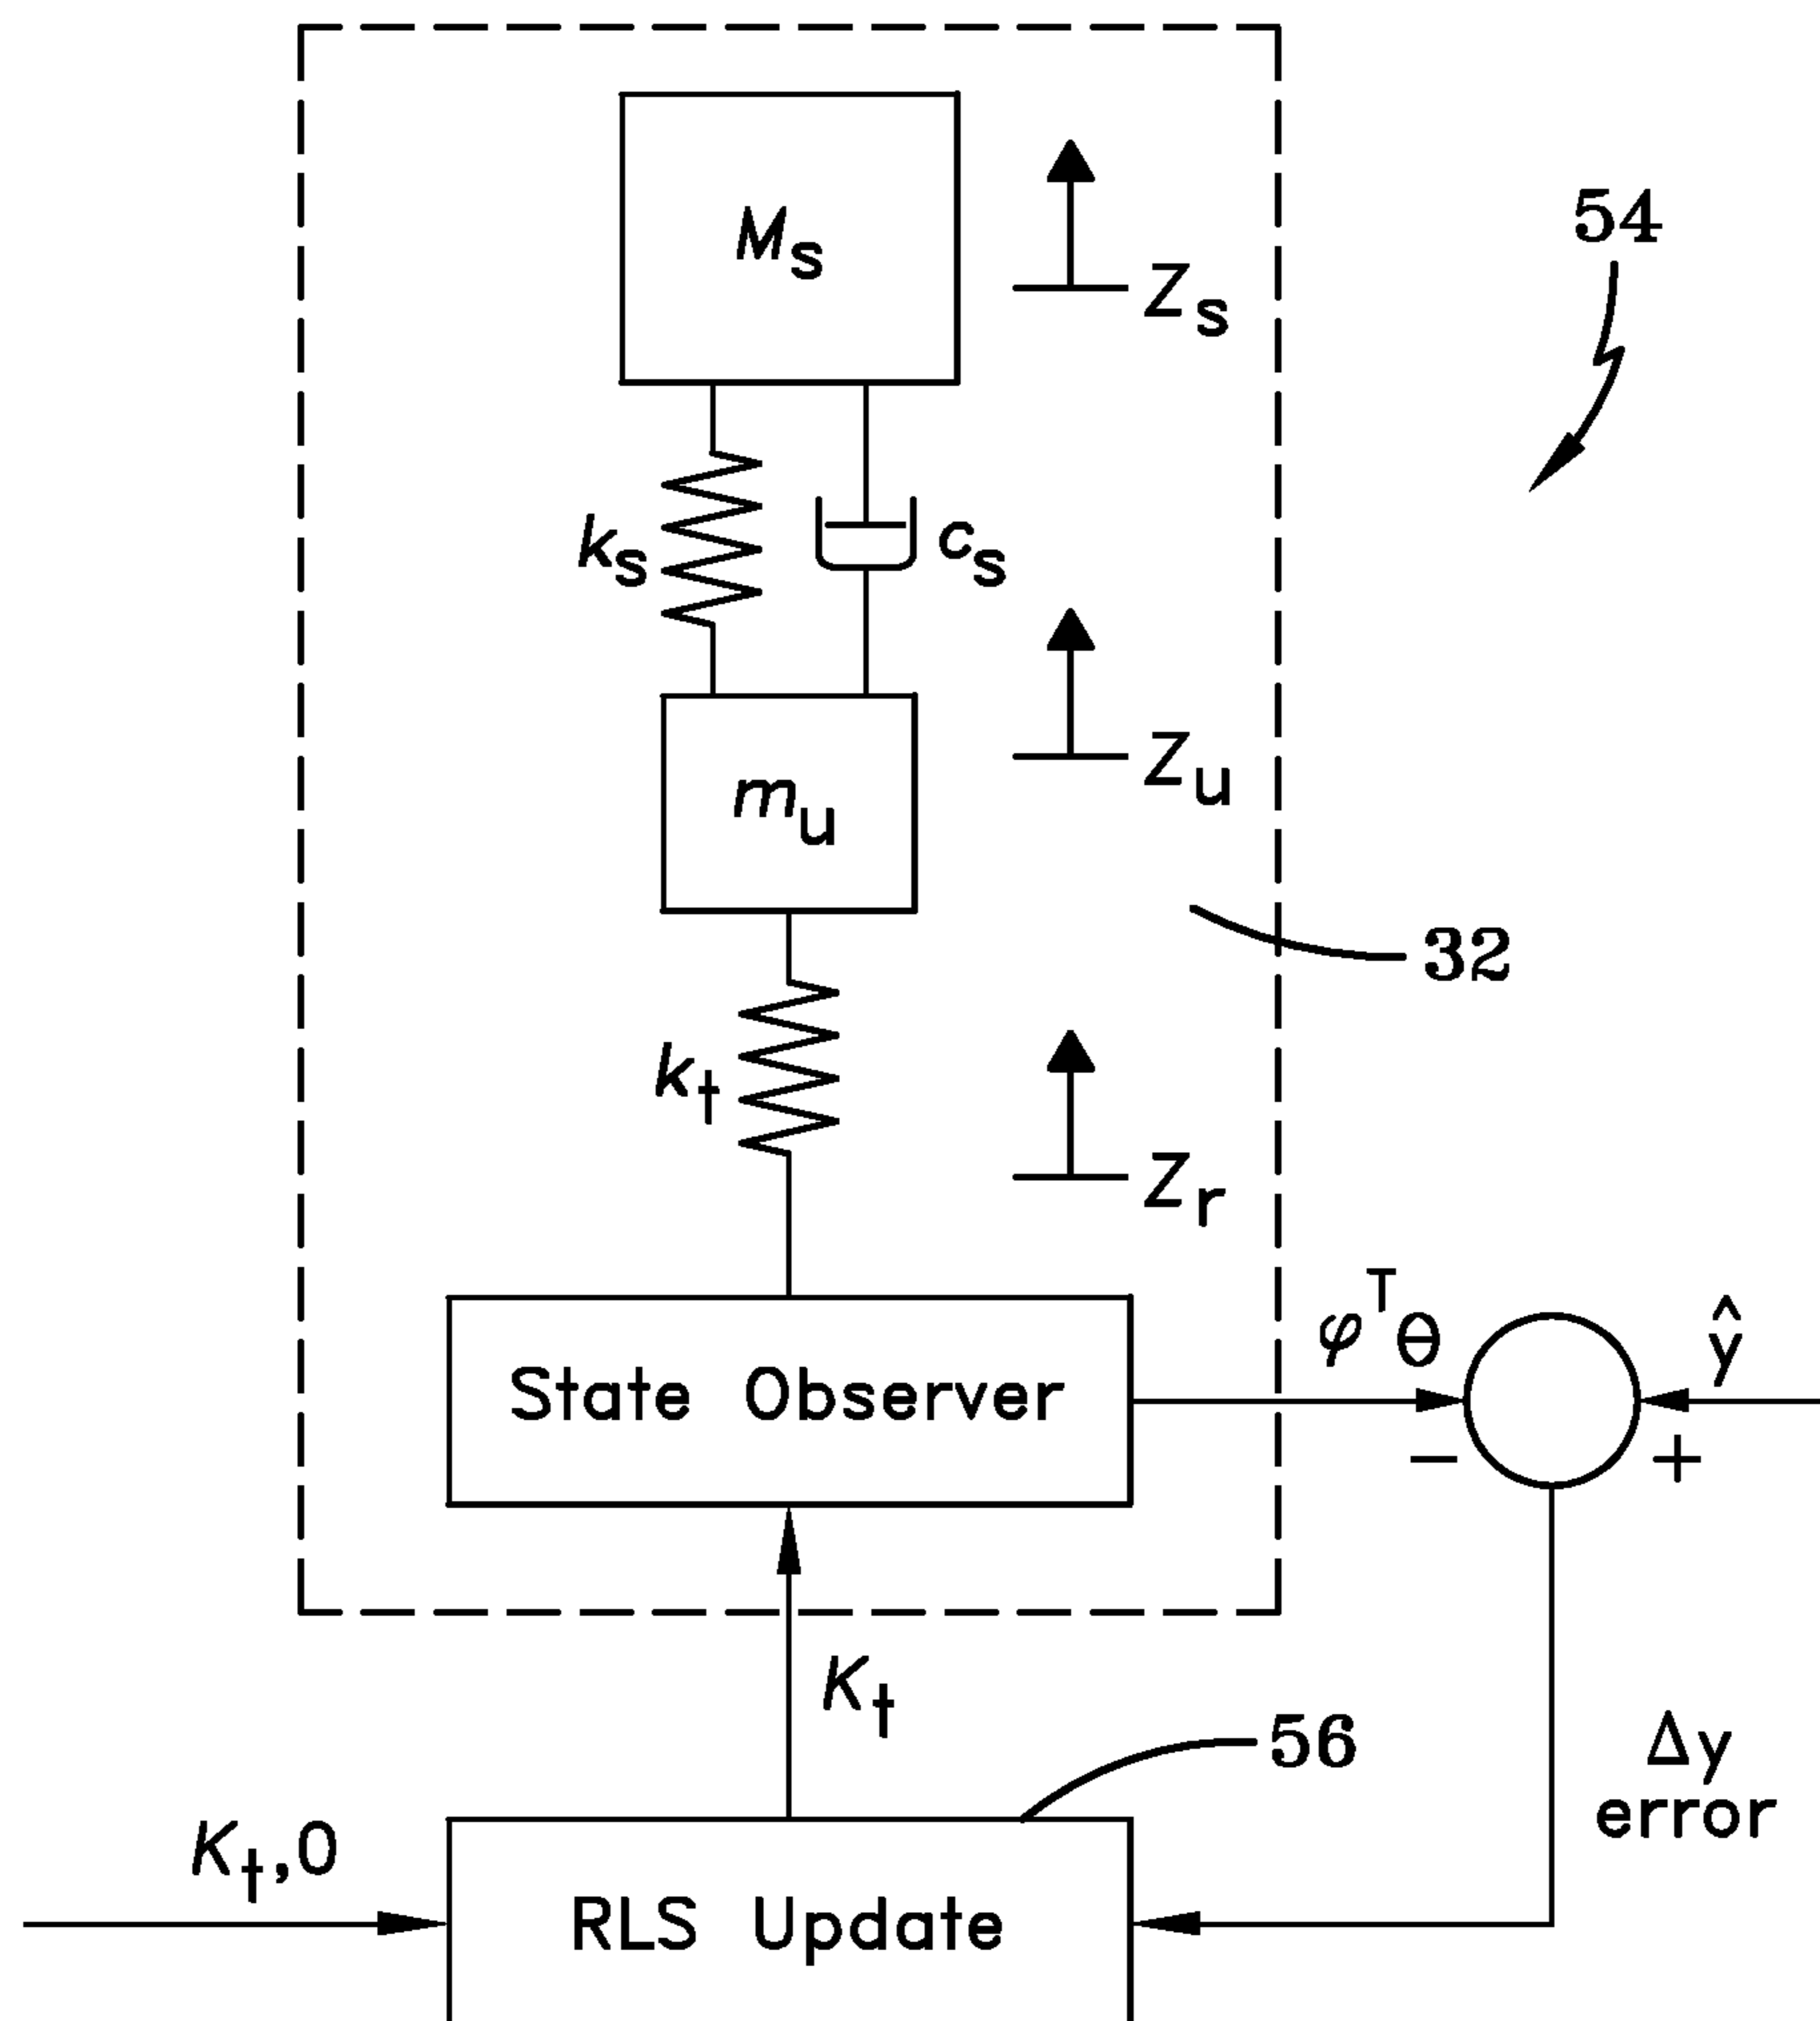 54
Ms
Zs
ks
cs
Zu
mu
32
kt
Zr
φTθ
ŷ
State Observer
− +
Kt
56
Δy
error
Kt,0
RLS Update